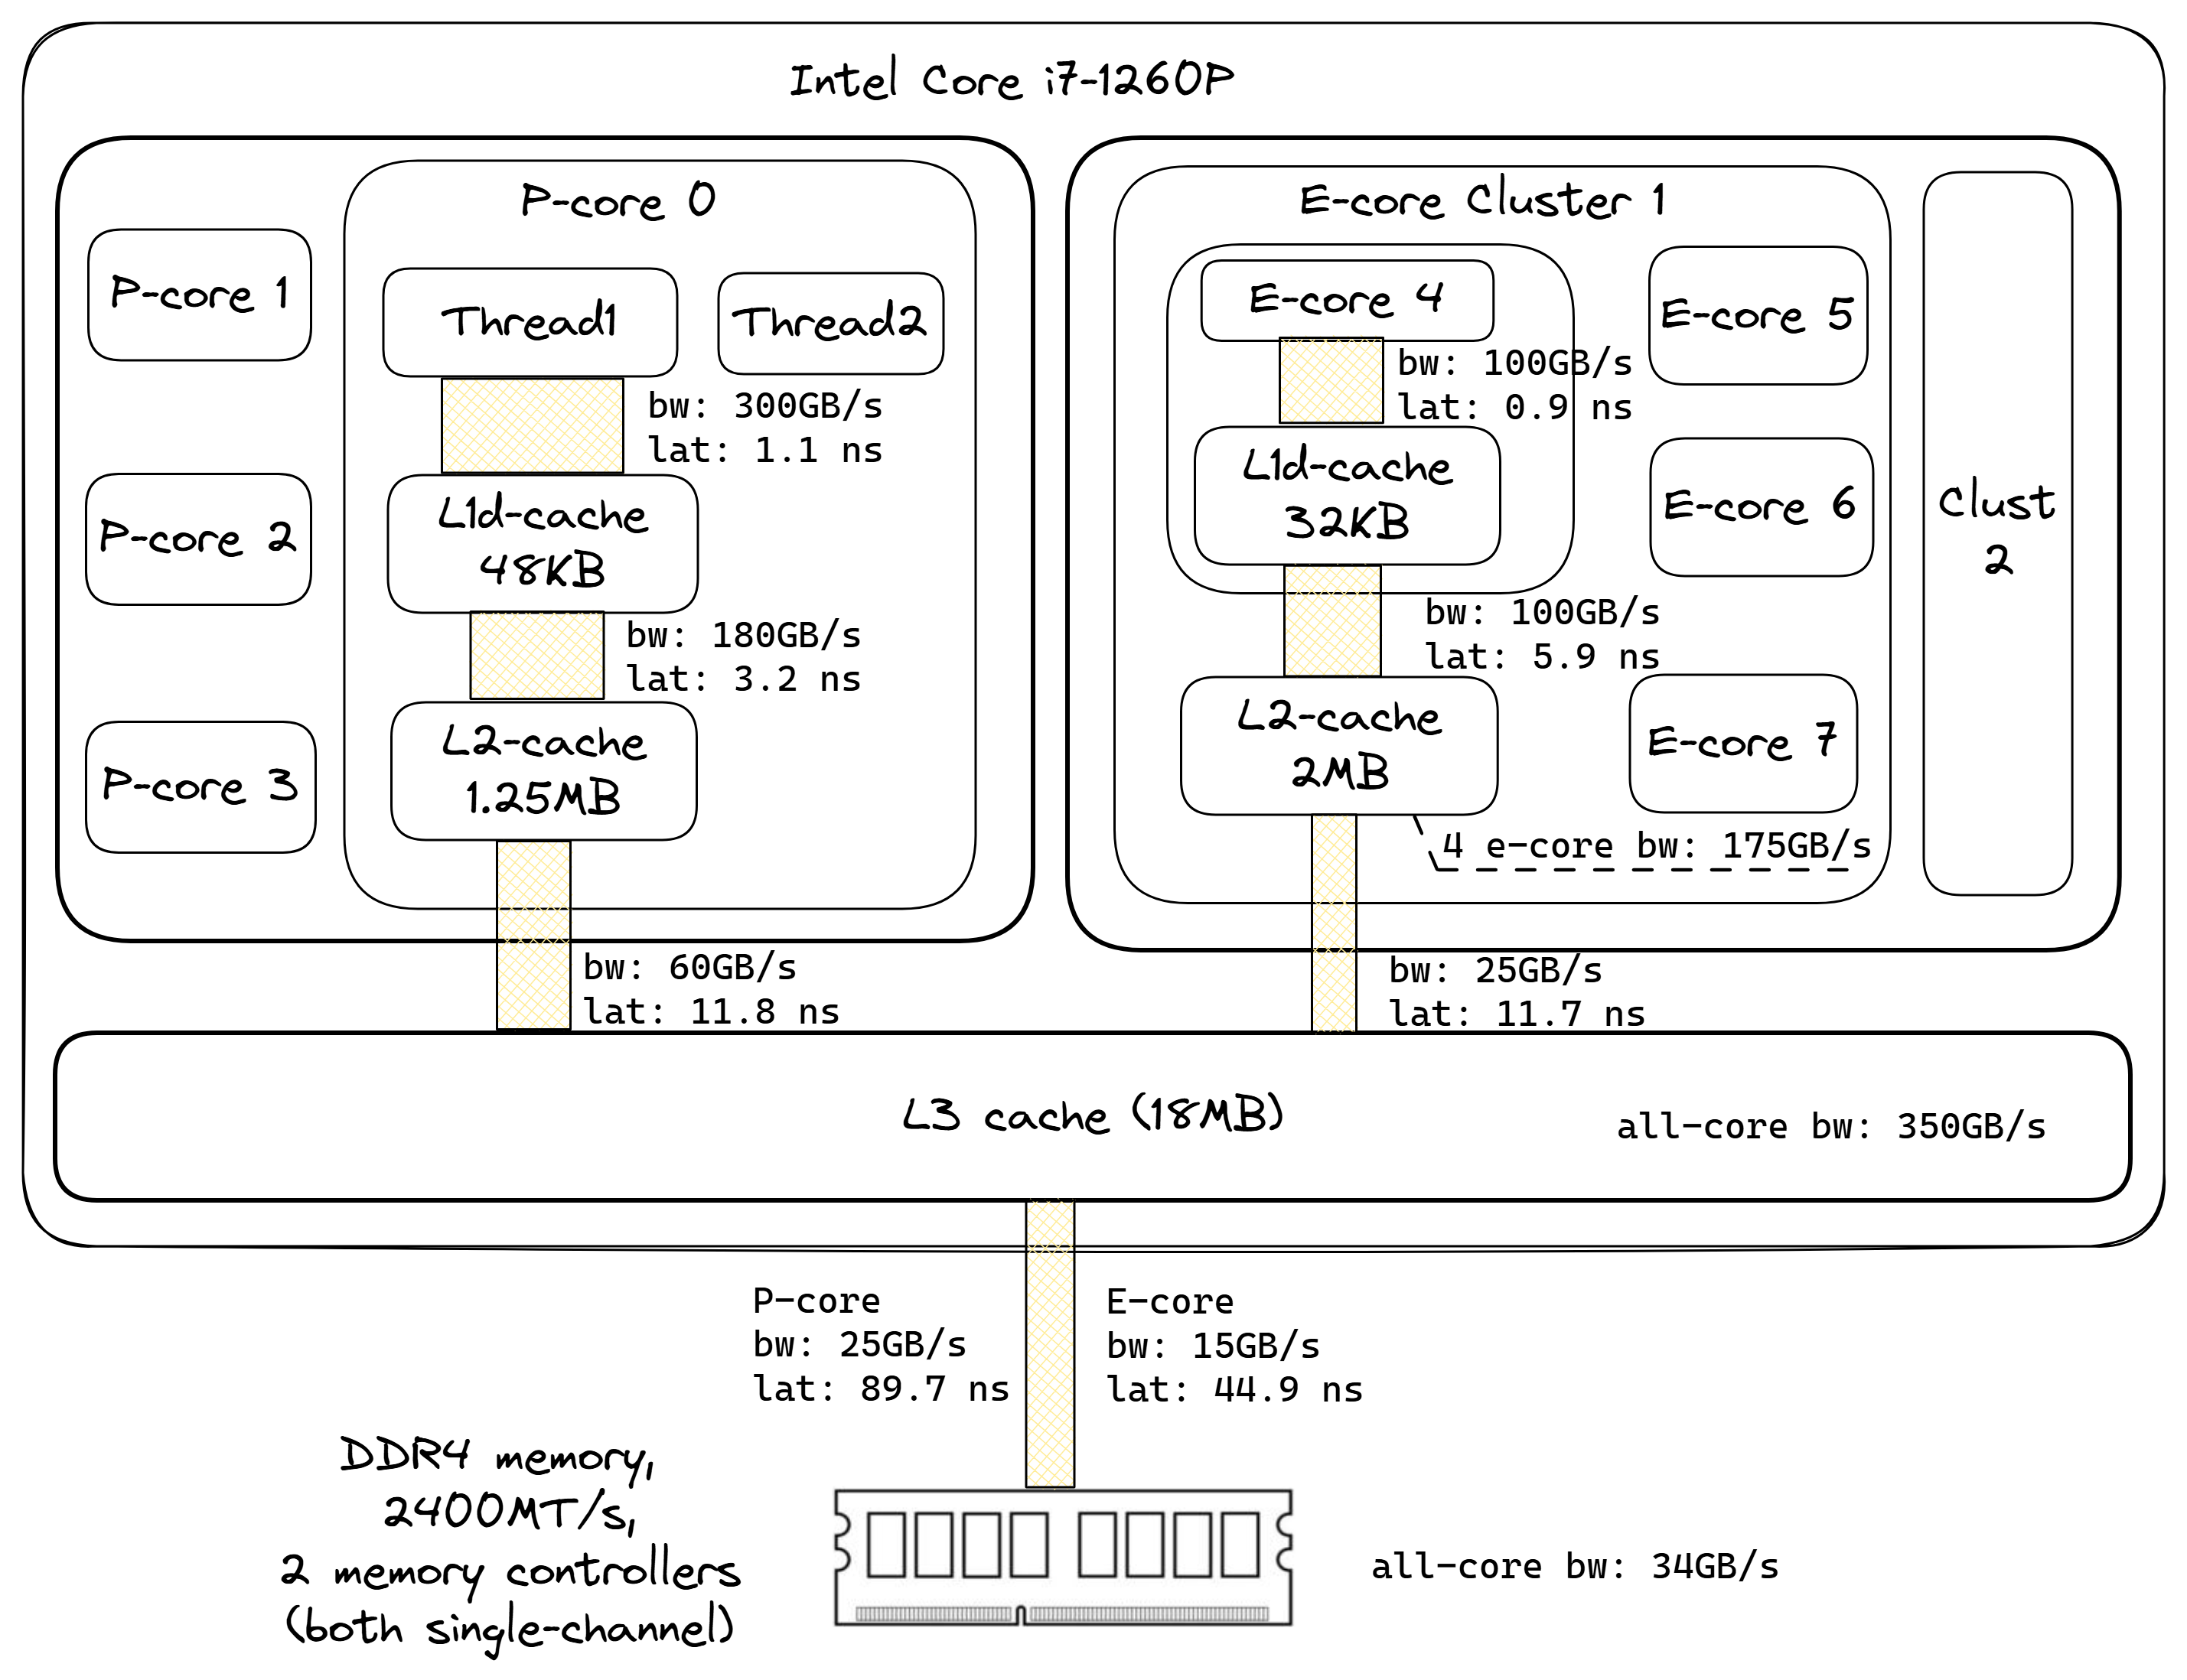 Intel Core i7-1260P
P-core 1
P-core 2
P-core 3
P-core 0
Thread1
Thread2
bw: 300GB/s
lat: 1.1 ns
L1d-cache
48KB
bw: 180GB/s
lat: 3.2 ns
L2-cache
1.25MB
bw: 60GB/s
lat: 11.8 ns
E-core Cluster 1
E-core 4
bw: 100GB/s
lat: 0.9 ns
L1d-cache
32KB
bw: 100GB/s
lat: 5.9 ns
L2-cache
2MB
4 e-core bw: 175GB/s
E-core 5
E-core 6
E-core 7
Clust
2
bw: 25GB/s
lat: 11.7 ns
L3 cache (18MB)
all-core bw: 350GB/s
P-core
bw: 25GB/s
lat: 89.7 ns
E-core
bw: 15GB/s
lat: 44.9 ns
DDR4 memory,
2400MT/s,
2 memory controllers
(both single-channel)
all-core bw: 34GB/s